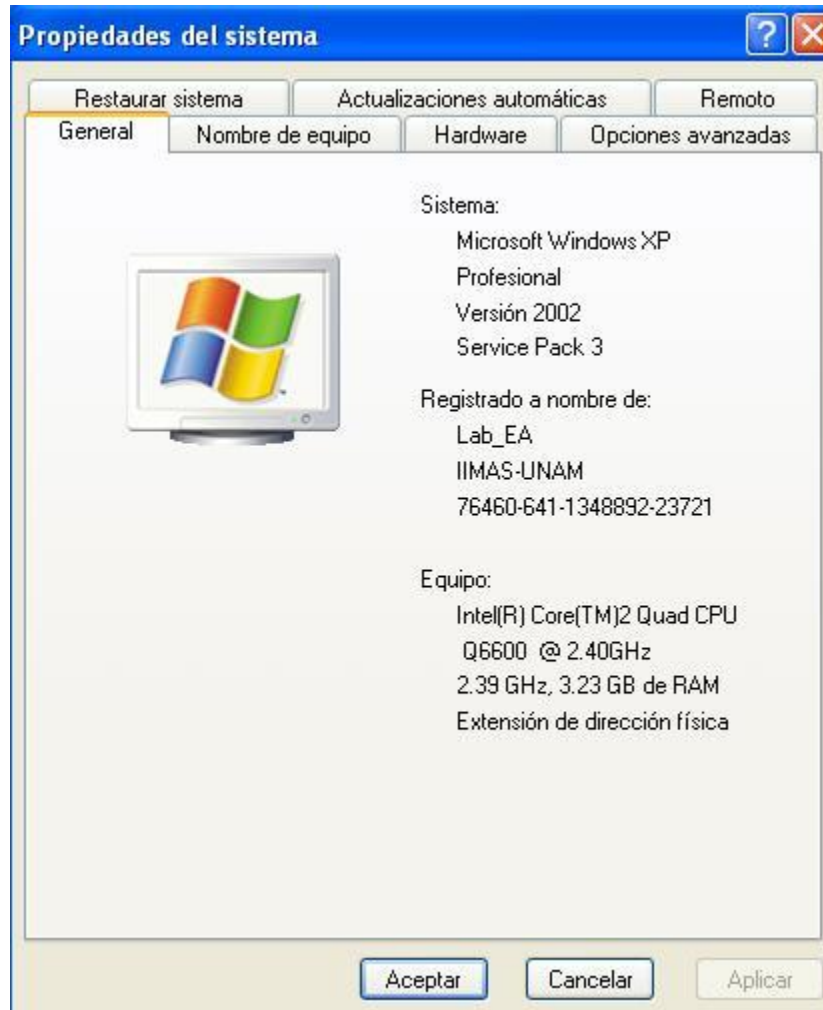 Propiedades del sistema
Restaurar sistema
Actualizaciones automáticas
Remoto
General
Nombre de equipo
Hardware
Opciones avanzadas
Sistema:
Microsoft Windows XP
Profesional
Versión 2002
Service Pack 3
Registrado a nombre de:
Lab_EA
IIMAS-UNAM
76460-641-1348892-23721
Equipo:
Intel(R) Core(TM)2 Quad CPU
Q6600 @ 2.40GHz
2.39 GHz, 3.23 GB de RAM
Extensión de dirección física
Aceptar
Cancelar
Aplicar